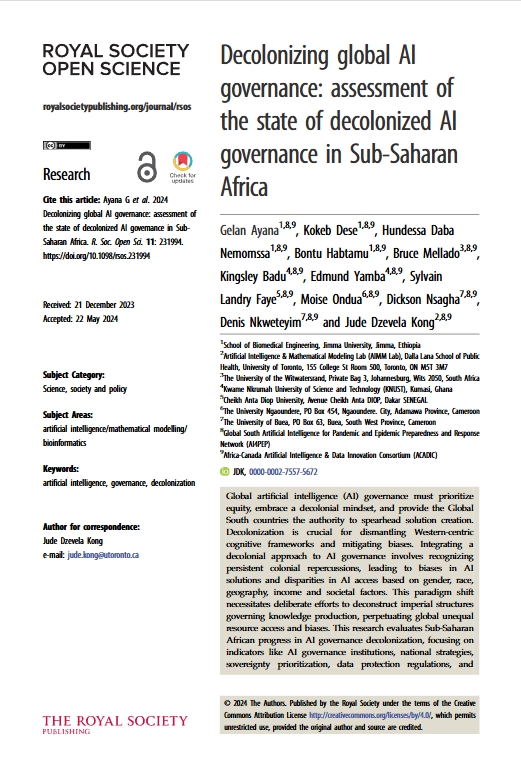 ROYAL SOCIETY
OPEN SCIENCE
royalsocietypublishing.org/journal/rsos
cc BY
Research
Check for
updates
Cite this article: Ayana G et al. 2024
Decolonizing global AI governance: assessment of
the state of decolonized AI governance in Sub-
Saharan Africa. R. Soc. Open Sci. 11: 231994.
https://doi.org/10.1098/rsos.231994
Received: 21 December 2023
Accepted: 22 May 2024
Subject Category:
Science, society and policy
Subject Areas:
artificial intelligence/mathematical modelling/
bioinformatics
Keywords:
artificial intelligence, governance, decolonization
Author for correspondence:
Jude Dzevela Kong
e-mail: jude.kong@utoronto.ca
THE ROYAL SOCIETY
PUBLISHING
Decolonizing global AI
governance: assessment of
the state of decolonized AI
governance in Sub-Saharan
Africa
Gelan Ayana1,8,9, Kokeb Dese1,8,9, Hundessa Daba
Nemomssa1,8,9, Bontu Habtamu1,8,9, Bruce Mellado3,8,9,
Kingsley Badu4,8,9, Edmund Yamba4,8,9, Sylvain
Landry Faye5,8,9, Moise Ondua6,8,9, Dickson Nsagha7,8,9,
Denis Nkweteyim7,8,9 and Jude Dzevela Kong2,8,9
1School of Biomedical Engineering, Jimma University, Jimma, Ethiopia
2Artificial Intelligence & Mathematical Modeling Lab (AIMM Lab), Dalla Lana School of Public
Health, University of Toronto, 155 College St Room 500, Toronto, ON M5T 3M7
3The University of the Witwatersrand, Private Bag 3, Johannesburg, Wits 2050, South Africa
4Kwame Nkrumah University of Science and Technology (KNUST), Kumasi, Ghana
5Cheikh Anta Diop University, Avenue Cheikh Anta DIOP, Dakar SENEGAL
6The University Ngaoundere, PO Box 454, Ngaoundere. City, Adamawa Province, Cameroon
7The University of Buea, PO Box 63, Buea, South West Province, Cameroon
8Global South Artificial Intelligence for Pandemic and Epidemic Preparedness and Response
Network (AI4PEP)
9Africa-Canada Artificial Intelligence & Data Innovation Consortium (ACADIC)
iD JDK, 0000-0002-7557-5672
Global artificial intelligence (AI) governance must prioritize
equity, embrace a decolonial mindset, and provide the Global
South countries the authority to spearhead solution creation.
Decolonization is crucial for dismantling Western-centric
cognitive frameworks and mitigating biases. Integrating a
decolonial approach to AI governance involves recognizing
persistent colonial repercussions, leading to biases in AI
solutions and disparities in AI access based on gender, race,
geography, income and societal factors. This paradigm shift
necessitates deliberate efforts to deconstruct imperial structures
governing knowledge production, perpetuating global unequal
resource access and biases. This research evaluates Sub-Saharan
African progress in AI governance decolonization, focusing on
indicators like AI governance institutions, national strategies,
sovereignty prioritization, data protection regulations, and
© 2024 The Authors. Published by the Royal Society under the terms of the Creative
Commons Attribution License http://creativecommons.org/licenses/by/4.0/, which permits
unrestricted use, provided the original author and source are credited.